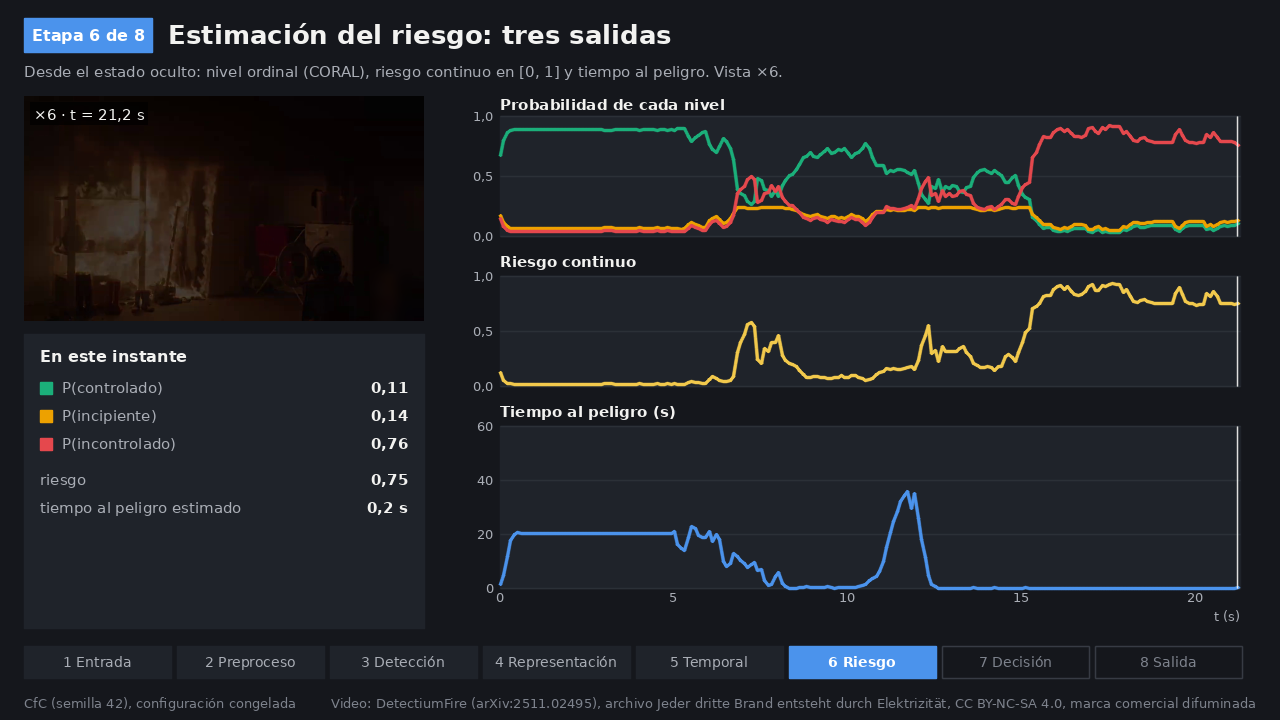 Etapa 6 de 8
Estimación del riesgo: tres salidas
Desde el estado oculto: nivel ordinal (CORAL), riesgo continuo en [0, 1] y tiempo al peligro. Vista ×6.
×6 · t = 21,2 s
En este instante
P(controlado) 0,11
P(incipiente) 0,14
P(incontrolado) 0,76
riesgo 0,75
tiempo al peligro estimado 0,2 s
Probabilidad de cada nivel
1,0
0,5
0,0
Riesgo continuo
1,0
0,5
0,0
Tiempo al peligro (s)
60
40
20
0
0 5 10 15 20
t (s)
1 Entrada 2 Preproceso 3 Detección 4 Representación 5 Temporal 6 Riesgo 7 Decisión 8 Salida
CfC (semilla 42), configuración congelada Video: DetectiumFire (arXiv:2511.02495), archivo Jeder dritte Brand entsteht durch Elektrizität, CC BY-NC-SA 4.0, marca comercial difuminada